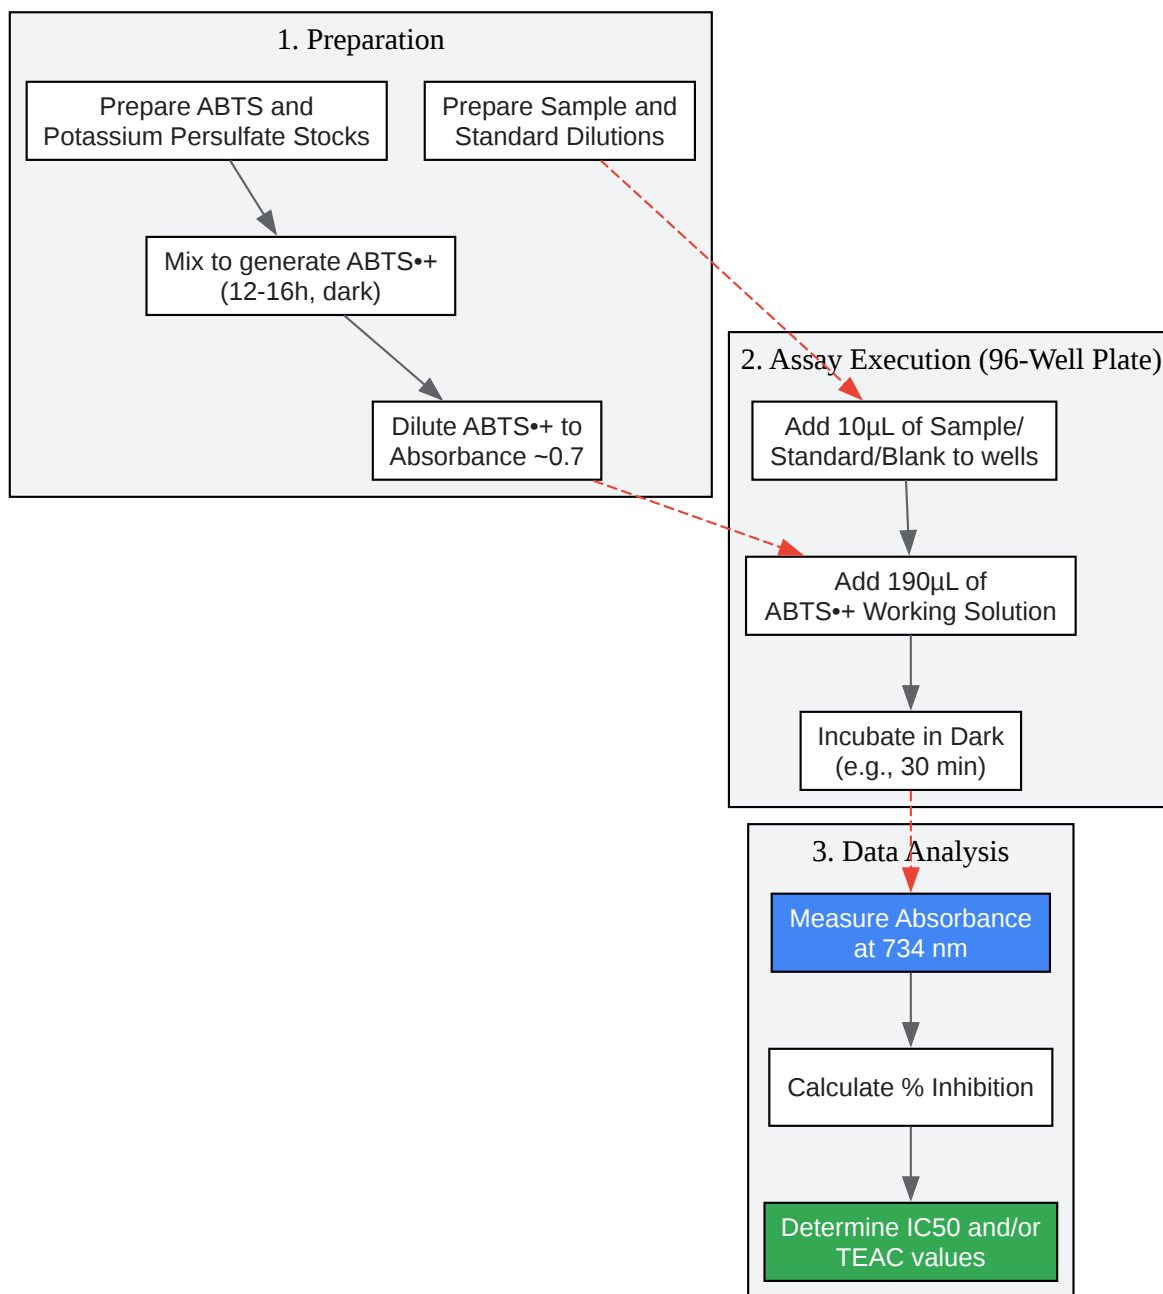 1. Preparation
Prepare ABTS and
Potassium Persulfate Stocks
Prepare Sample and
Standard Dilutions
Mix to generate ABTS•+
(12-16h, dark)
Dilute ABTS•+ to
Absorbance ~0.7
2. Assay Execution (96-Well Plate)
Add 10µL of Sample/
Standard/Blank to wells
Add 190µL of
ABTS•+ Working Solution
Incubate in Dark
(e.g., 30 min)
3. Data Analysis
Measure Absorbance
at 734 nm
Calculate % Inhibition
Determine IC50 and/or
TEAC values